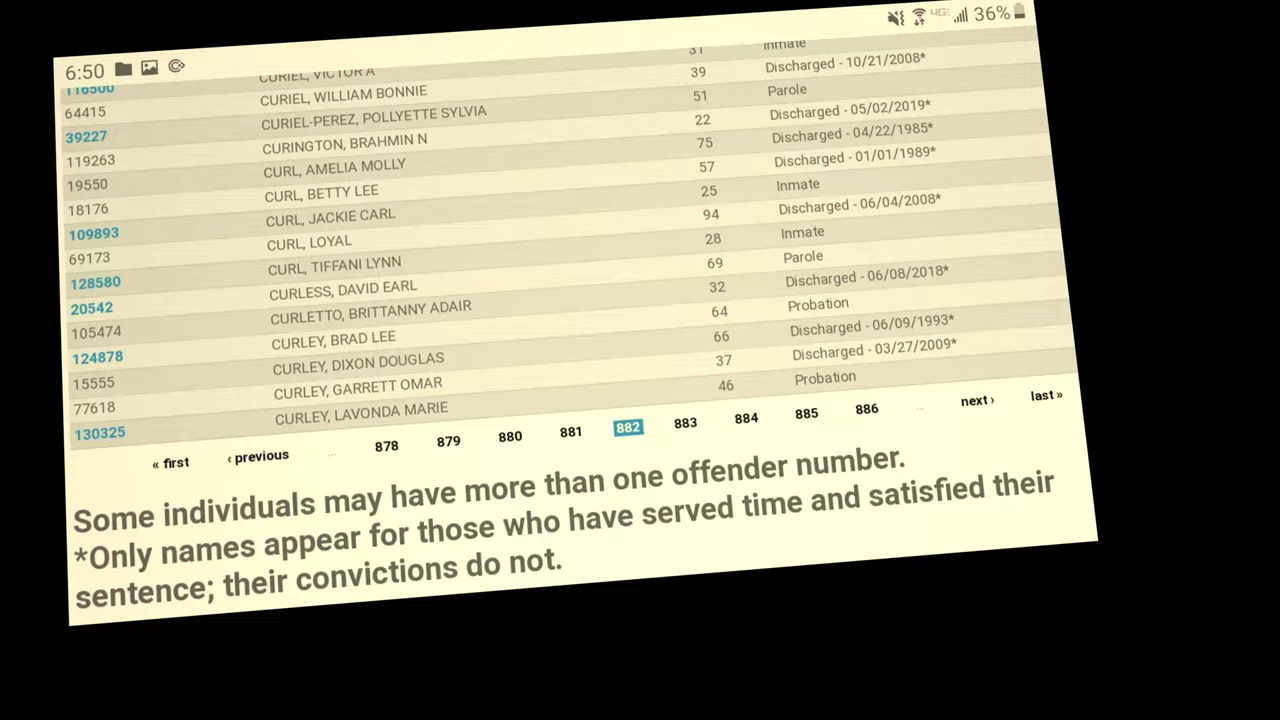 6:50 4G 36%
116500 CURIEL, VICTOR A 31 Inmate
64415 CURIEL, WILLIAM BONNIE 39 Discharged - 10/21/2008*
39227 CURIEL-PEREZ, POLLYETTE SYLVIA 51 Parole
119263 CURINGTON, BRAHMIN N 22 Discharged - 05/02/2019*
19550 CURL, AMELIA MOLLY 75 Discharged - 04/22/1985*
18176 CURL, BETTY LEE 57 Discharged - 01/01/1989*
109893 CURL, JACKIE CARL 25 Inmate
69173 CURL, LOYAL 94 Discharged - 06/04/2008*
128580 CURL, TIFFANI LYNN 28 Inmate
20542 CURLESS, DAVID EARL 69 Parole
105474 CURLETTO, BRITTANNY ADAIR 32 Discharged - 06/08/2018*
124878 CURLEY, BRAD LEE 64 Probation
15555 CURLEY, DIXON DOUGLAS 66 Discharged - 06/09/1993*
77618 CURLEY, GARRETT OMAR 37 Discharged - 03/27/2009*
130325 CURLEY, LAVONDA MARIE 46 Probation
« first ‹ previous … 878 879 880 881 882 883 884 885 886 … next › last »
Some individuals may have more than one offender number.
*Only names appear for those who have served time and satisfied their
sentence; their convictions do not.